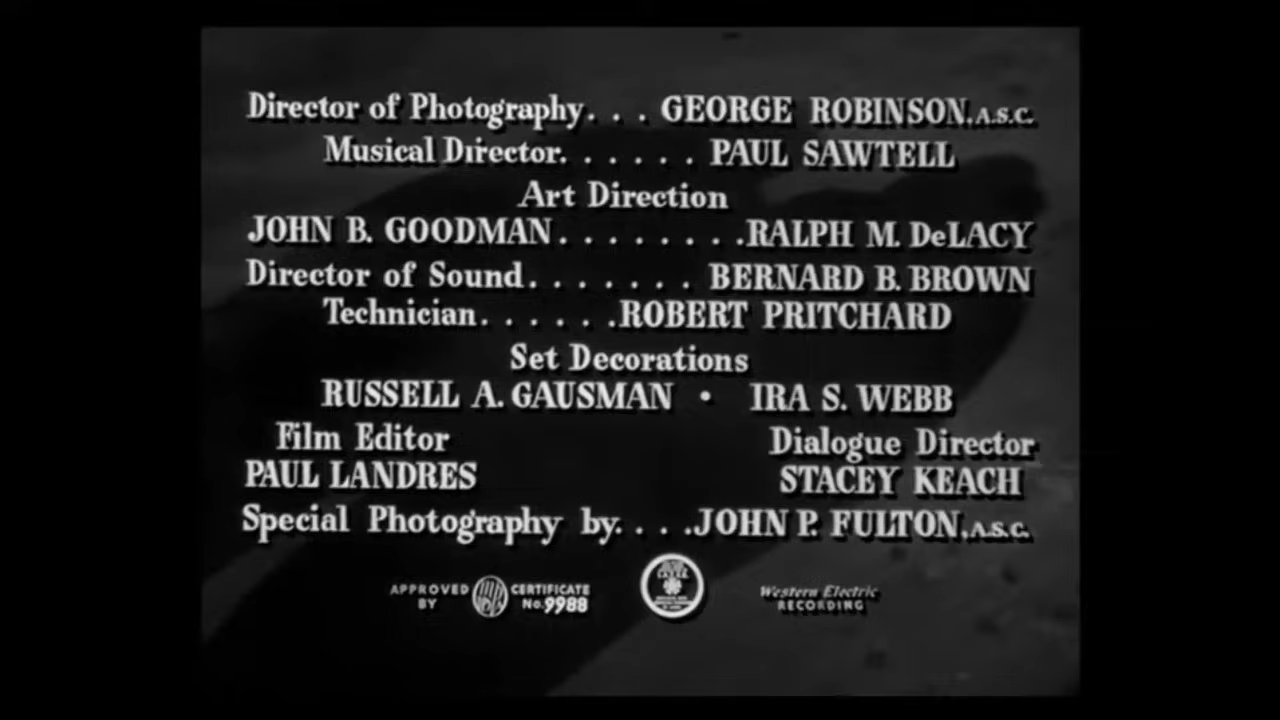 Director of Photography. . . GEORGE ROBINSON, A.S.C.
Musical Director. . . . . . PAUL SAWTELL
Art Direction
JOHN B. GOODMAN . . . . . . . . RALPH M. DeLACY
Director of Sound . . . . . . . BERNARD B. BROWN
Technician . . . . . . ROBERT PRITCHARD
Set Decorations
RUSSELL A. GAUSMAN • IRA S. WEBB
Film Editor Dialogue Director
PAUL LANDRES STACEY KEACH
Special Photography by. . . . JOHN P. FULTON, A.S.C.
APPROVED BY CERTIFICATE No. 9988
Western Electric
RECORDING